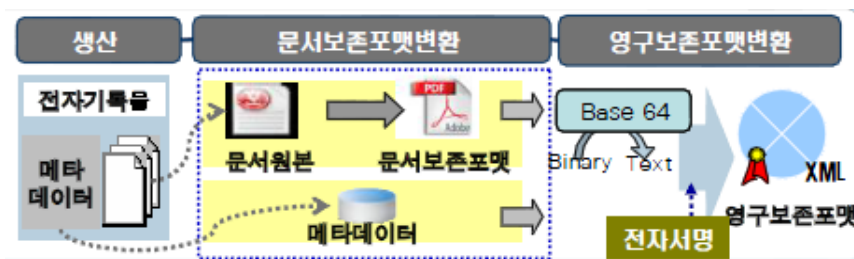 생산
문서보존포맷변환
영구보존포맷변환
전자기록물
메타
데이터
문서원본
PDF
Adobe
문서보존포맷
메타데이터
Base 64
Binary Text
전자서명
XML
영구보존포맷